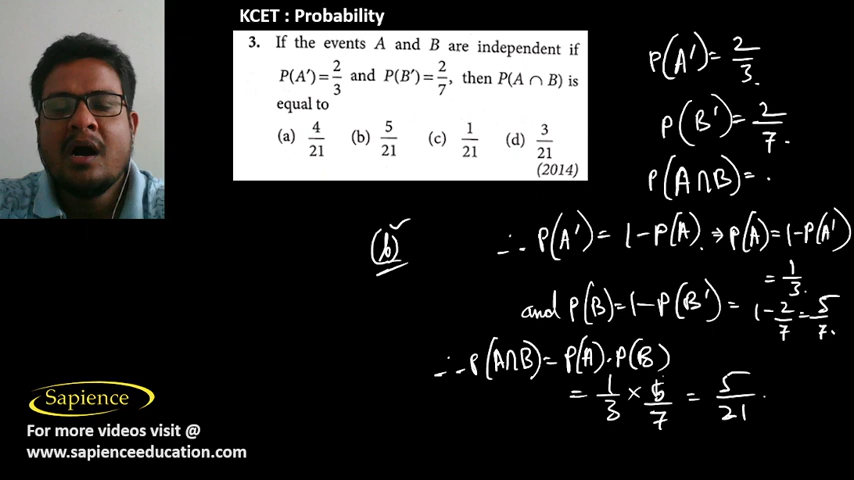 KCET : Probability
3. If the events A and B are independent if
P(A′) = 2/3 and P(B′) = 2/7, then P(A ∩ B) is
equal to
(a) 4/21 (b) 5/21 (c) 1/21 (d) 3/21
(2014)
P(A') = 2/3.
P(B') = 2/7.
P(A∩B) = .
(b)
∴ P(A') = 1 - P(A). ⇒ P(A) = 1 - P(A')
= 1/3.
and P(B) = 1 - P(B') = 1 - 2/7 = 5/7.
∴ P(A∩B) = P(A) . P(B)
= 1/3 × 5/7 = 5/21.
Sapience
For more videos visit @
www.sapienceeducation.com